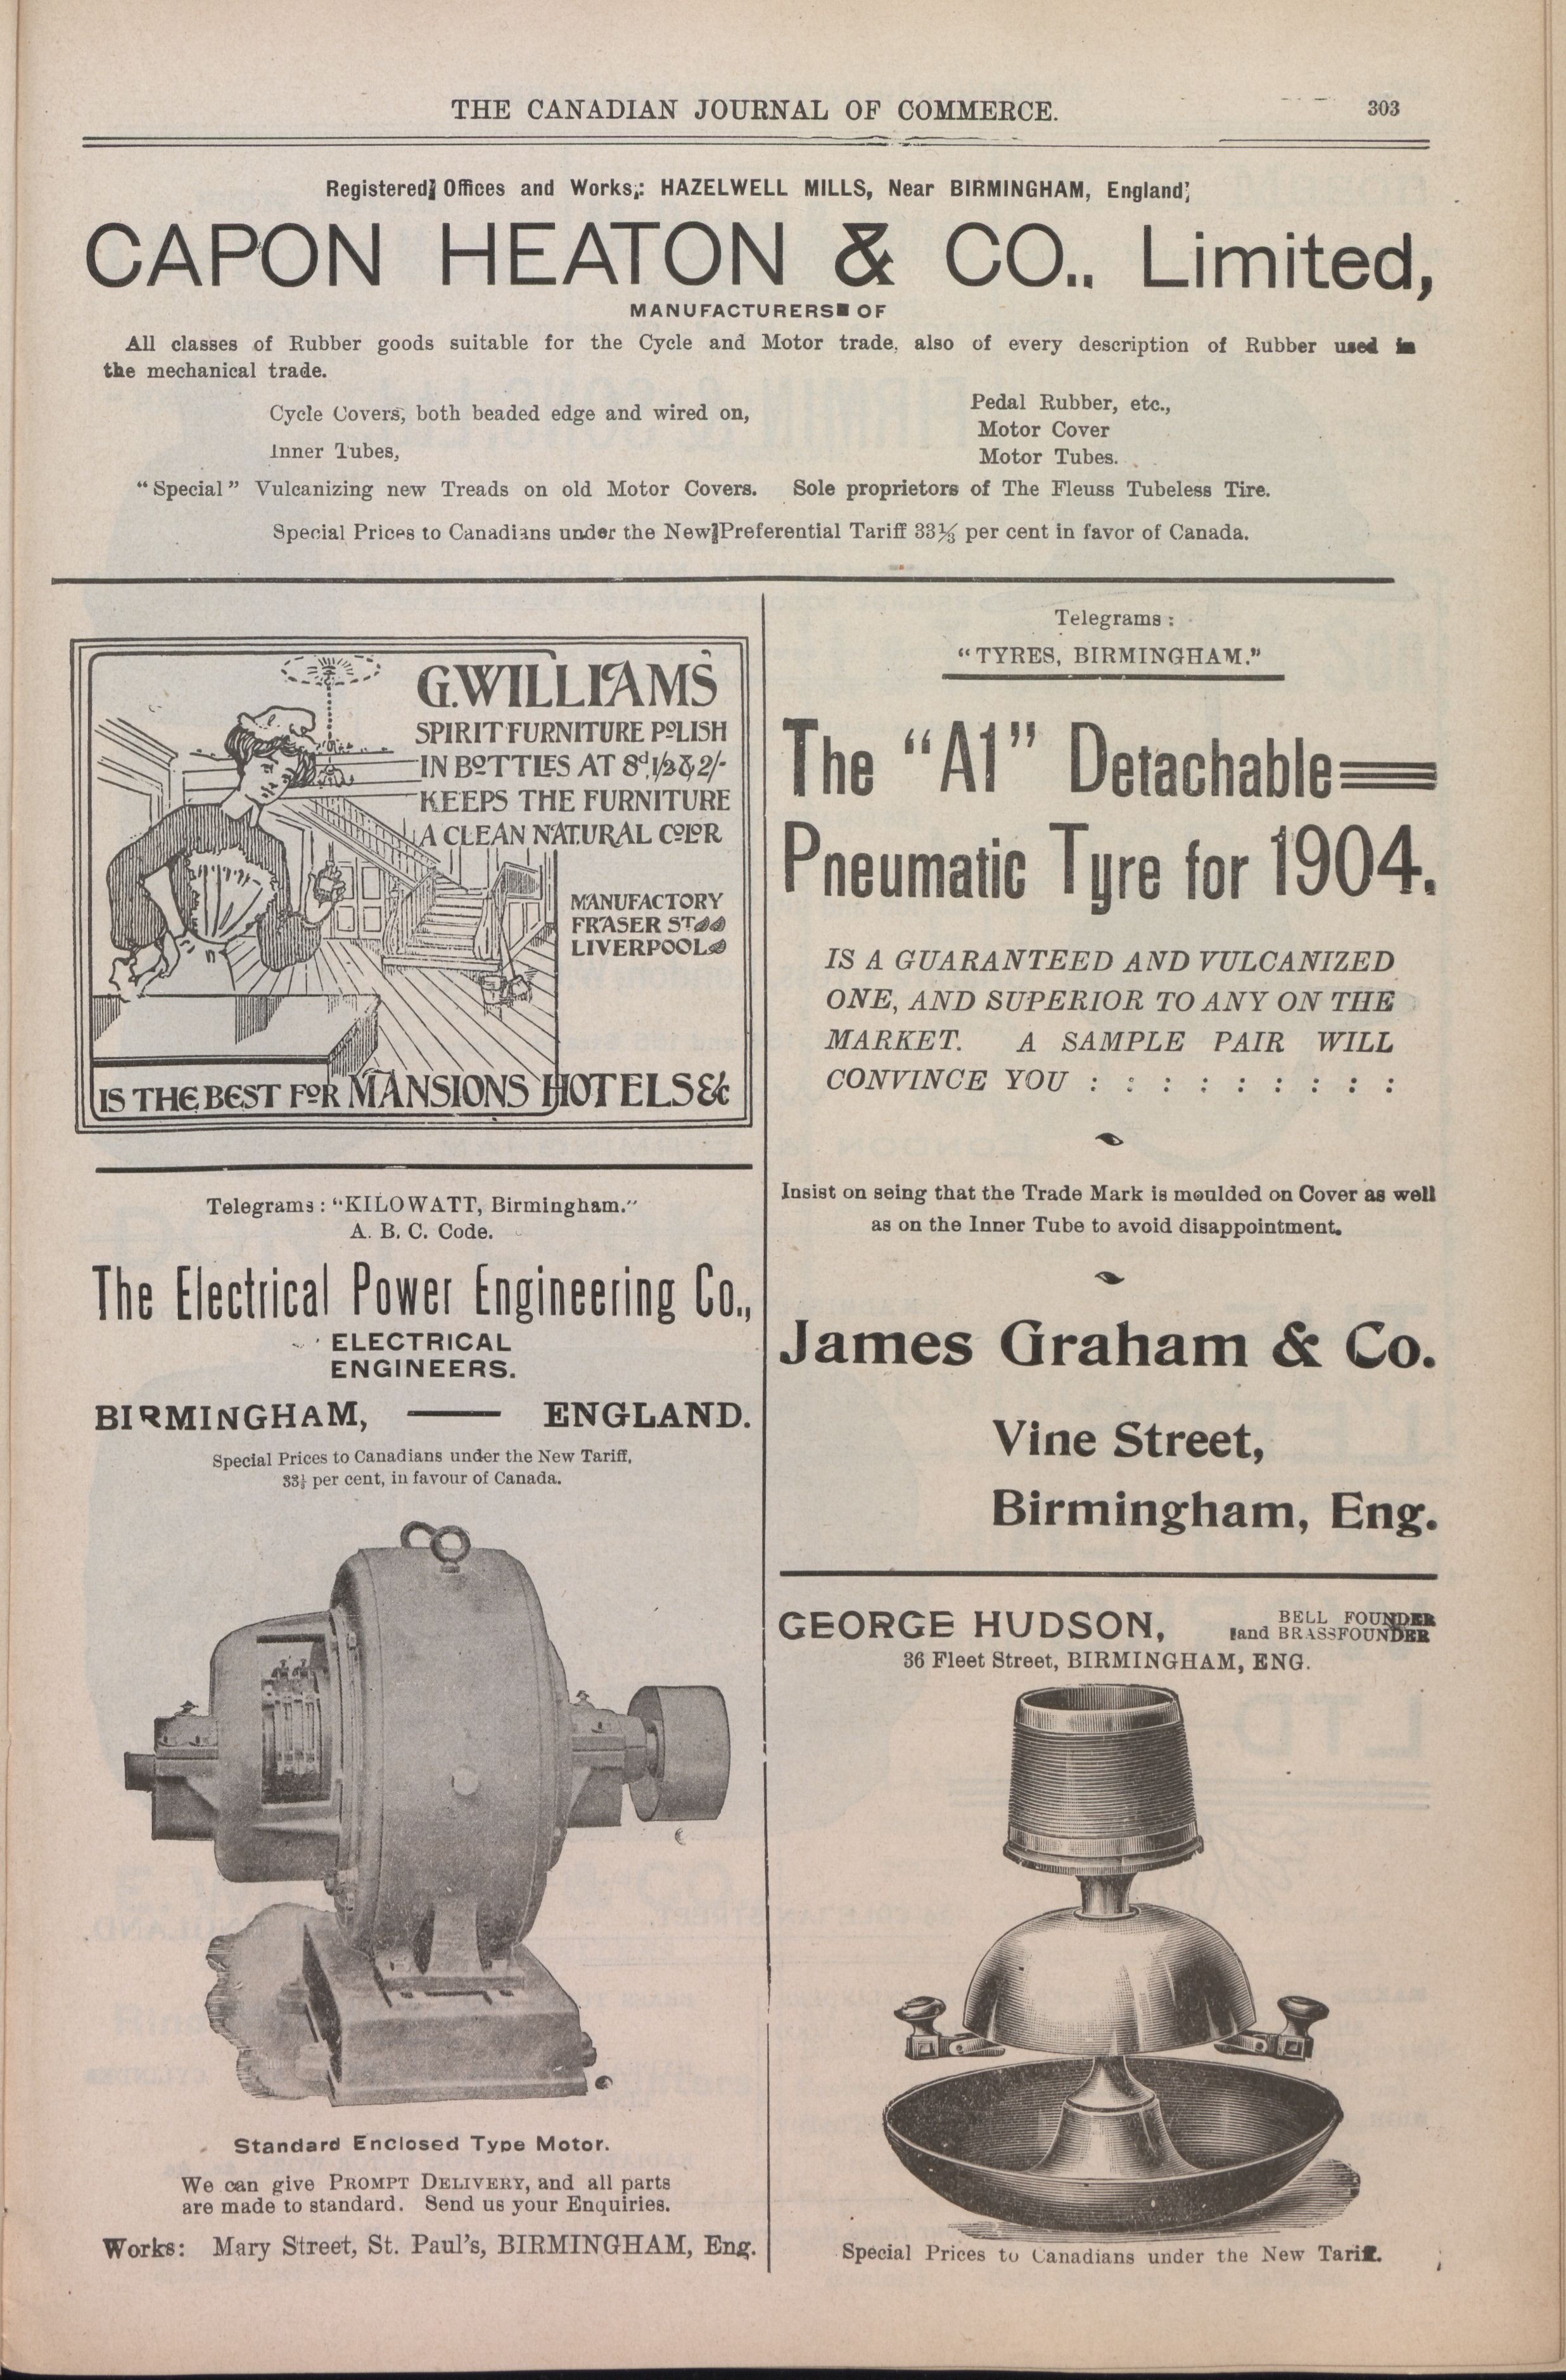 THE CANADIAN JOURNAL OF COMMERCE. 303
Registered Offices and Works: HAZELWELL MILLS, Near BIRMINGHAM, England,
CAPON HEATON & CO., Limited,
MANUFACTURERS OF
All classes of Rubber goods suitable for the Cycle and Motor trade, also of every description of Rubber used in
the mechanical trade.
Cycle Covers, both beaded edge and wired on,
Inner Tubes,
Pedal Rubber, etc.,
Motor Cover
Motor Tubes.
"Special" Vulcanizing new Treads on old Motor Covers. Sole proprietors of The Fleuss Tubeless Tire.
Special Prices to Canadians under the New Preferential Tariff 33⅓ per cent in favor of Canada.
G. WILLIAMS
SPIRIT FURNITURE POLISH
IN BOTTLES AT 8d, 1/2 & 2/-
KEEPS THE FURNITURE
A CLEAN NATURAL COLOR
MANUFACTORY
FRASER ST
LIVERPOOL
IS THE BEST FOR MANSIONS HOTELS &c
Telegrams: "KILOWATT, Birmingham."
A. B. C. Code.
The Electrical Power Engineering Co.,
ELECTRICAL
ENGINEERS.
BIRMINGHAM, — ENGLAND.
Special Prices to Canadians under the New Tariff,
33⅓ per cent, in favour of Canada.
Standard Enclosed Type Motor.
We can give PROMPT DELIVERY, and all parts
are made to standard. Send us your Enquiries.
Works: Mary Street, St. Paul's, BIRMINGHAM, Eng.
Telegrams:
"TYRES, BIRMINGHAM."
The "A1" Detachable
Pneumatic Tyre for 1904.
IS A GUARANTEED AND VULCANIZED
ONE, AND SUPERIOR TO ANY ON THE
MARKET. A SAMPLE PAIR WILL
CONVINCE YOU : : : : : : : : :
Insist on seing that the Trade Mark is moulded on Cover as well
as on the Inner Tube to avoid disappointment.
James Graham & Co.
Vine Street,
Birmingham, Eng.
GEORGE HUDSON, BELL FOUNDER
and BRASSFOUNDER
36 Fleet Street, BIRMINGHAM, ENG.
Special Prices to Canadians under the New Tariff.